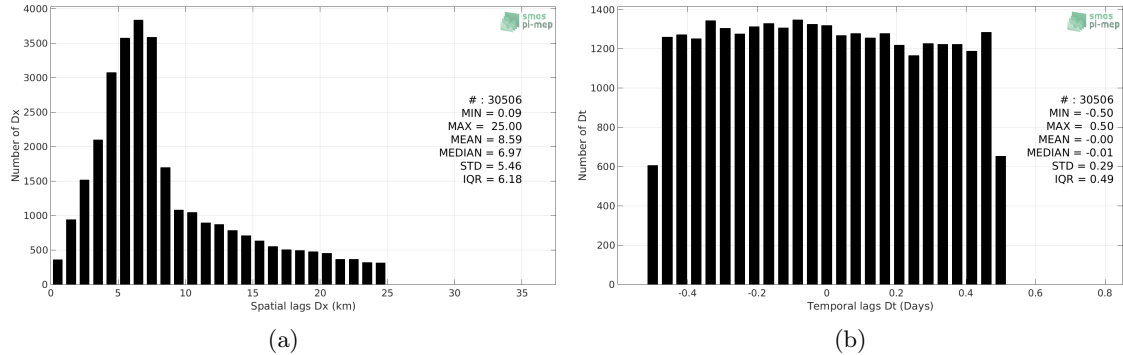 4000
3500
3000
2500
2000
1500
1000
500
0
Number of Dx
smos
pi-mep
# : 30506
MIN = 0.09
MAX = 25.00
MEAN = 8.59
MEDIAN = 6.97
STD = 5.46
IQR = 6.18
0 5 10 15 20 25 30 35
Spatial lags Dx (km)
(a)
1400
1200
1000
800
600
400
200
0
Number of Dt
smos
pi-mep
# : 30506
MIN = -0.50
MAX = 0.50
MEAN = -0.00
MEDIAN = -0.01
STD = 0.29
IQR = 0.49
-0.4 -0.2 0 0.2 0.4 0.6 0.8
Temporal lags Dt (Days)
(b)